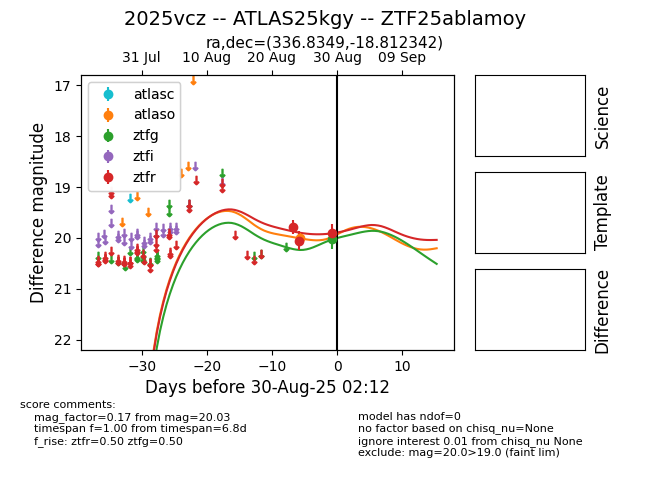 2025vcz -- ATLAS25kgy -- ZTF25ablamoy
ra,dec=(336.8349,-18.812342)
31 Jul 10 Aug 20 Aug 30 Aug 09 Sep
atlasc
atlaso
ztfg
ztfi
ztfr
17
18
19
20
21
22
Difference magnitude
−30 −20 −10 0 10
Days before 30-Aug-25 02:12
Science
Template
Difference
score comments:
mag_factor=0.17 from mag=20.03
timespan f=1.00 from timespan=6.8d
f_rise: ztfr=0.50 ztfg=0.50
model has ndof=0
no factor based on chisq_nu=None
ignore interest 0.01 from chisq_nu None
exclude: mag=20.0>19.0 (faint lim)